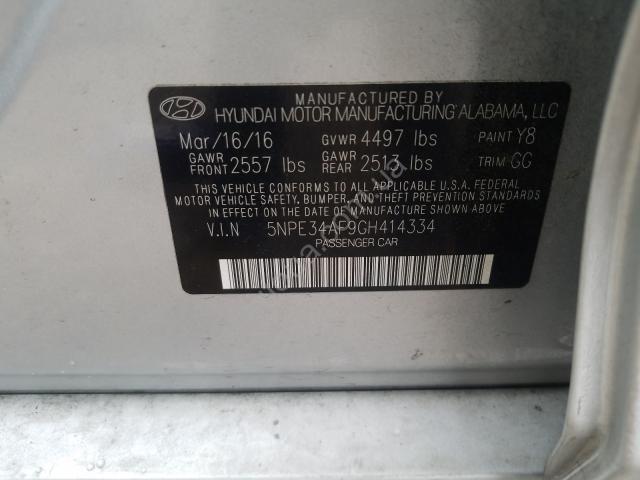 MANUFACTURED BY
HYUNDAI MOTOR MANUFACTURING ALABAMA, LLC
Mar/16/16 GVWR 4497 lbs PAINT Y8
GAWR FRONT 2557 lbs GAWR REAR 2513 lbs TRIM GG
THIS VEHICLE CONFORMS TO ALL APPLICABLE U.S.A. FEDERAL
MOTOR VEHICLE SAFETY, BUMPER, AND THEFT PREVENTION STANDARDS
IN EFFECT ON THE DATE OF MANUFACTURE SHOWN ABOVE
V.I.N 5NPE34AF9GH414334
PASSENGER CAR